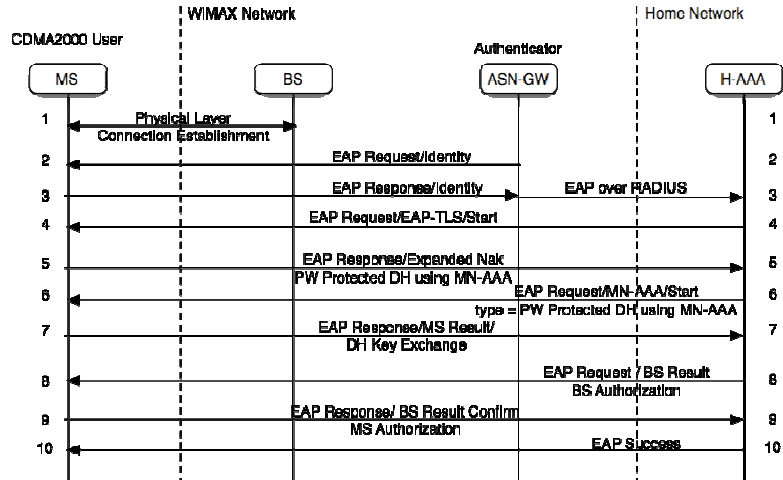 WiMAX Network
Home Network
CDMA2000 User
Authenticator
MS
BS
ASN-GW
H-AAA
1
Physical Layer
Connection Establishment
1
2
EAP Request/Identity
2
3
EAP Response/Identity
EAP over RADIUS
3
4
EAP Request/EAP-TLS/Start
4
5
EAP Response/Expanded Nak
PW Protected DH using MN-AAA
5
6
EAP Request/MN-AAA/Start
type = PW Protected DH using MN-AAA
6
7
EAP Response/MS Result/
DH Key Exchange
7
8
EAP Request / BS Result
BS Authorization
8
9
EAP Response/ BS Result Confirm
MS Authorization
9
10
EAP Success
10